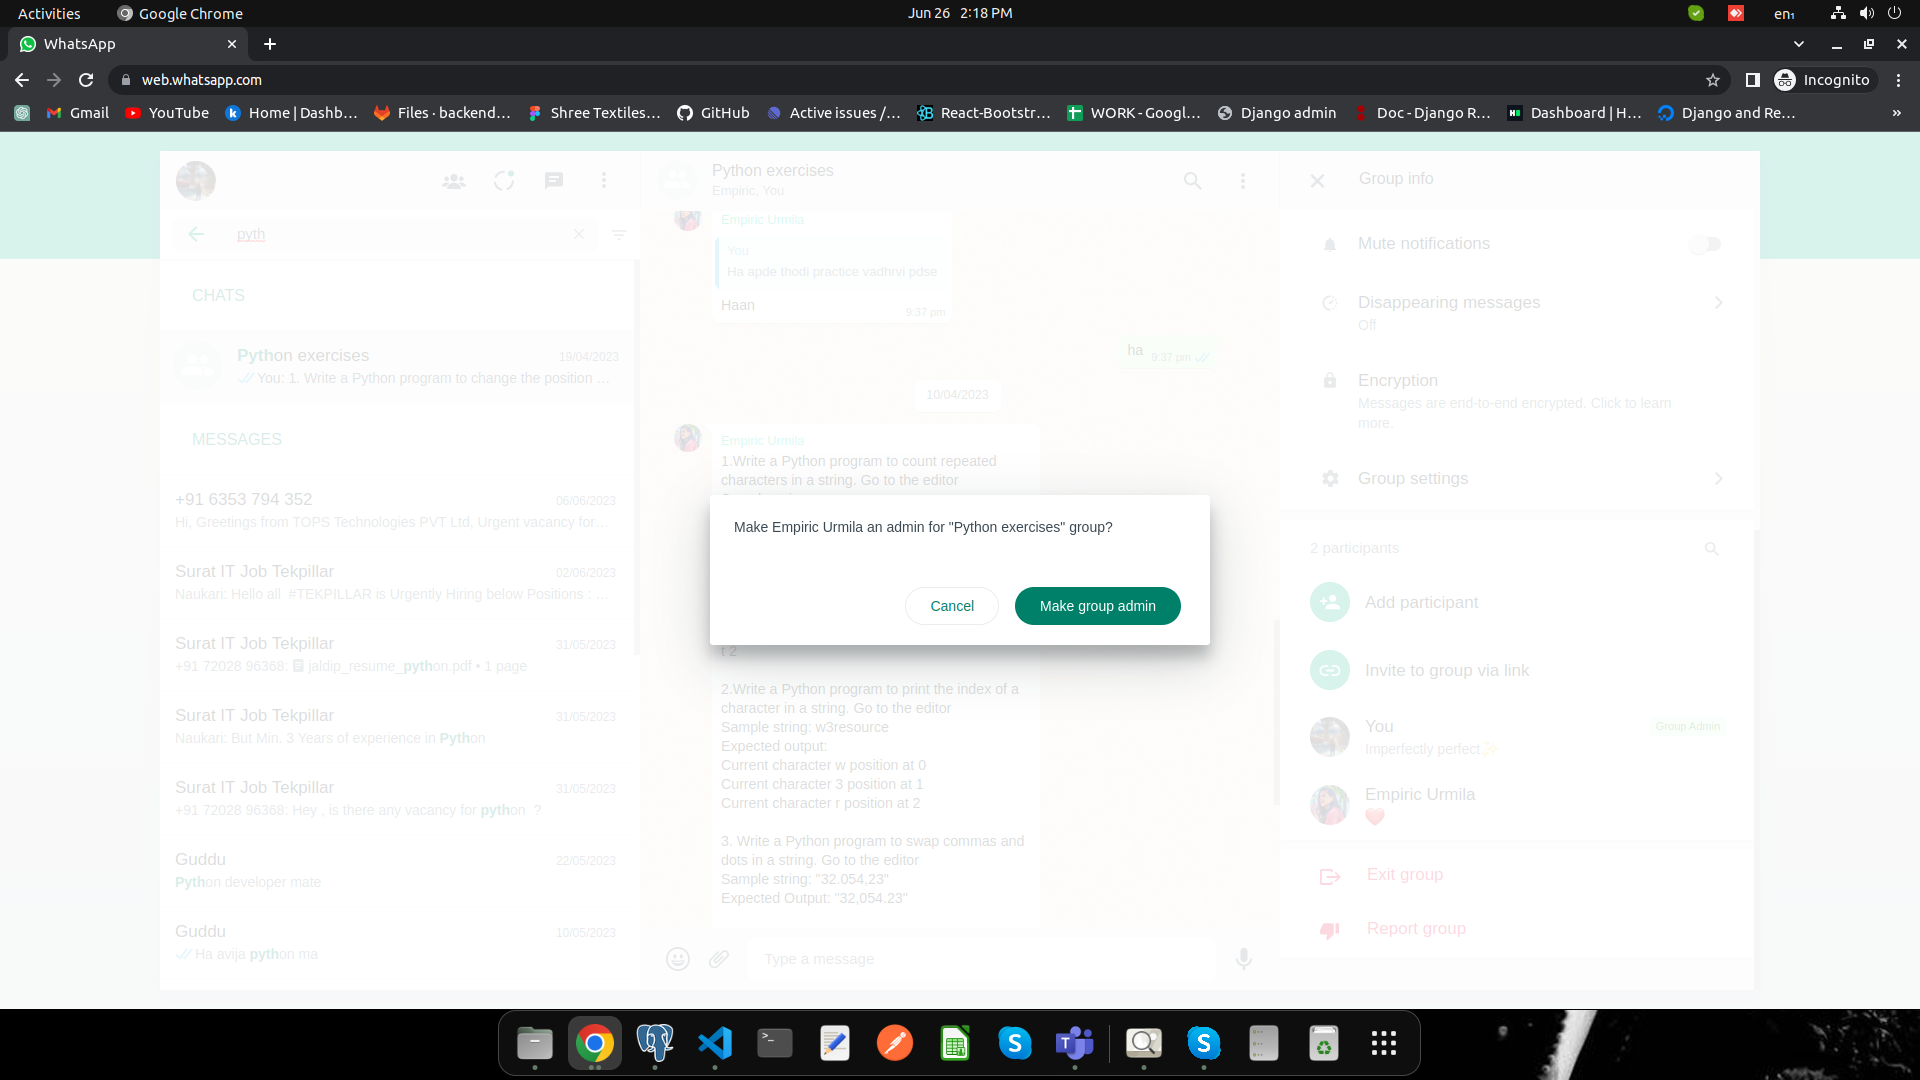 Activities
Google Chrome
Jun 26 2:18 PM
en₁
WhatsApp
web.whatsapp.com
Incognito
Gmail
YouTube
Home | Dashb…
Files · backend…
Shree Textiles…
GitHub
Active issues /…
React-Bootstr…
WORK - Googl…
Django admin
Doc - Django R…
Dashboard | H…
Django and Re…
»
pyth
CHATS
Python exercises
19/04/2023
You: 1. Write a Python program to change the position …
MESSAGES
+91 6353 794 352
06/06/2023
Hi, Greetings from TOPS Technologies PVT Ltd, Urgent vacancy for…
Surat IT Job Tekpillar
02/06/2023
Naukari: Hello all #TEKPILLAR is Urgently Hiring below Positions : …
Surat IT Job Tekpillar
31/05/2023
+91 72028 96368: jaldip_resume_python.pdf • 1 page
Surat IT Job Tekpillar
31/05/2023
Naukari: But Min. 3 Years of experience in Python
Surat IT Job Tekpillar
31/05/2023
+91 72028 96368: Hey , is there any vacancy for python ?
Guddu
22/05/2023
Python developer mate
Guddu
10/05/2023
Ha avija python ma
Python exercises
Empiric, You
Empiric Urmila
You
Ha apde thodi practice vadhrvi pdse
Haan
9:37 pm
ha
9:37 pm
10/04/2023
Empiric Urmila
1.Write a Python program to count repeated
characters in a string. Go to the editor
Make Empiric Urmila an admin for "Python exercises" group?
Cancel
Make group admin
t 2
2.Write a Python program to print the index of a
character in a string. Go to the editor
Sample string: w3resource
Expected output:
Current character w position at 0
Current character 3 position at 1
Current character r position at 2
3. Write a Python program to swap commas and
dots in a string. Go to the editor
Sample string: "32.054,23"
Expected Output: "32,054.23"
Type a message
Group info
Mute notifications
Disappearing messages
Off
Encryption
Messages are end-to-end encrypted. Click to learn
more.
Group settings
2 participants
Add participant
Invite to group via link
You
Group Admin
Imperfectly perfect✨
Empiric Urmila
❤️
Exit group
Report group